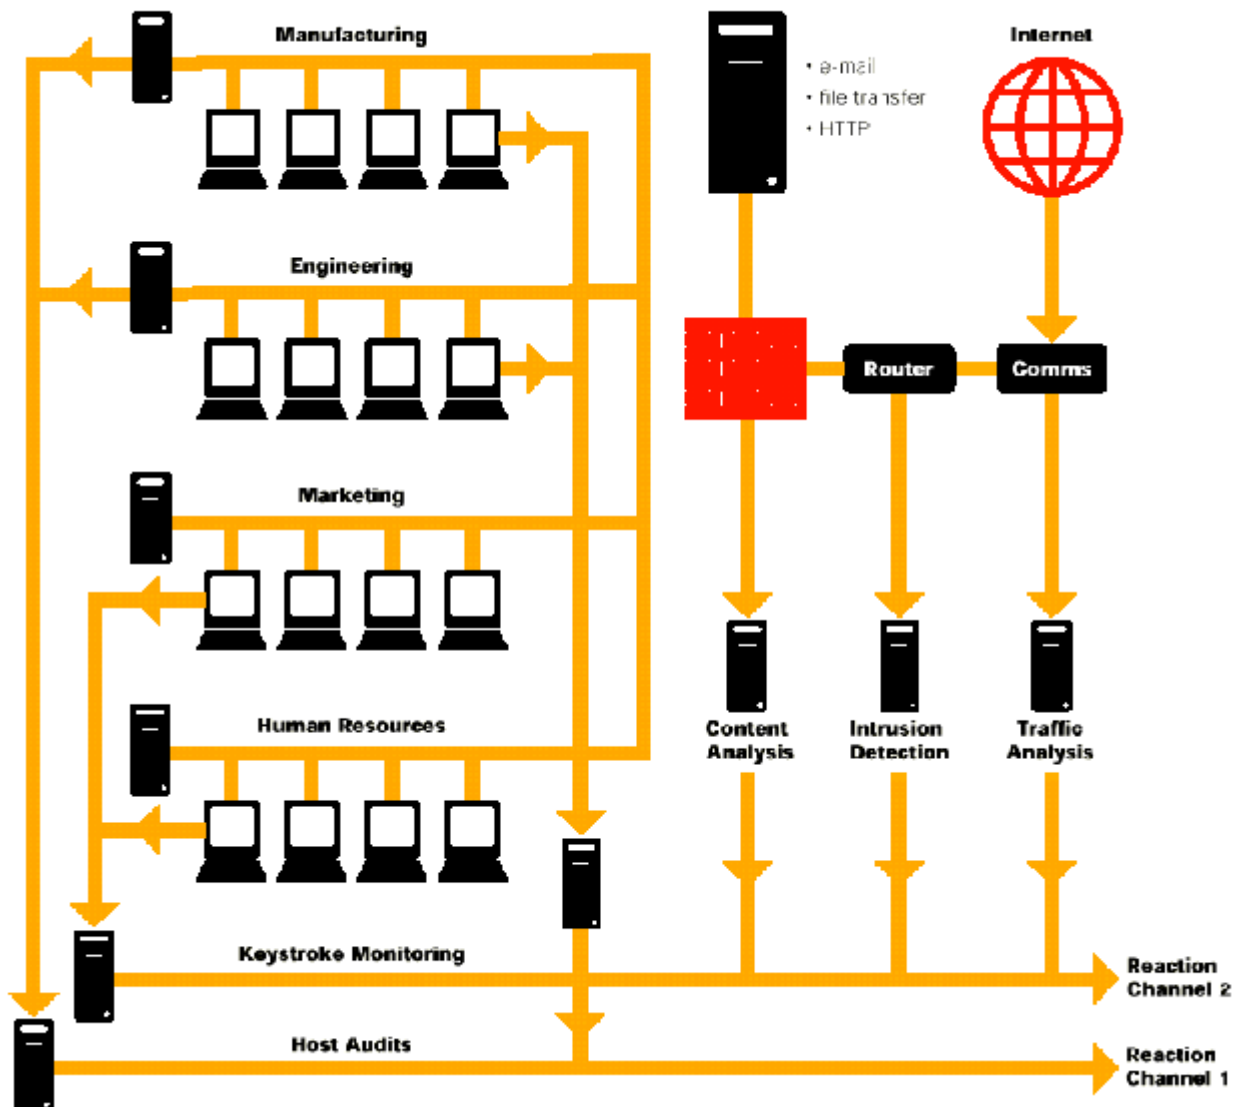 Manufacturing
Internet
• e-mail
• file transfer
• HTTP
Engineering
Router
Comms
Marketing
Human Resources
Content
Analysis
Intrusion
Detection
Traffic
Analysis
Keystroke Monitoring
Reaction
Channel 2
Host Audits
Reaction
Channel 1